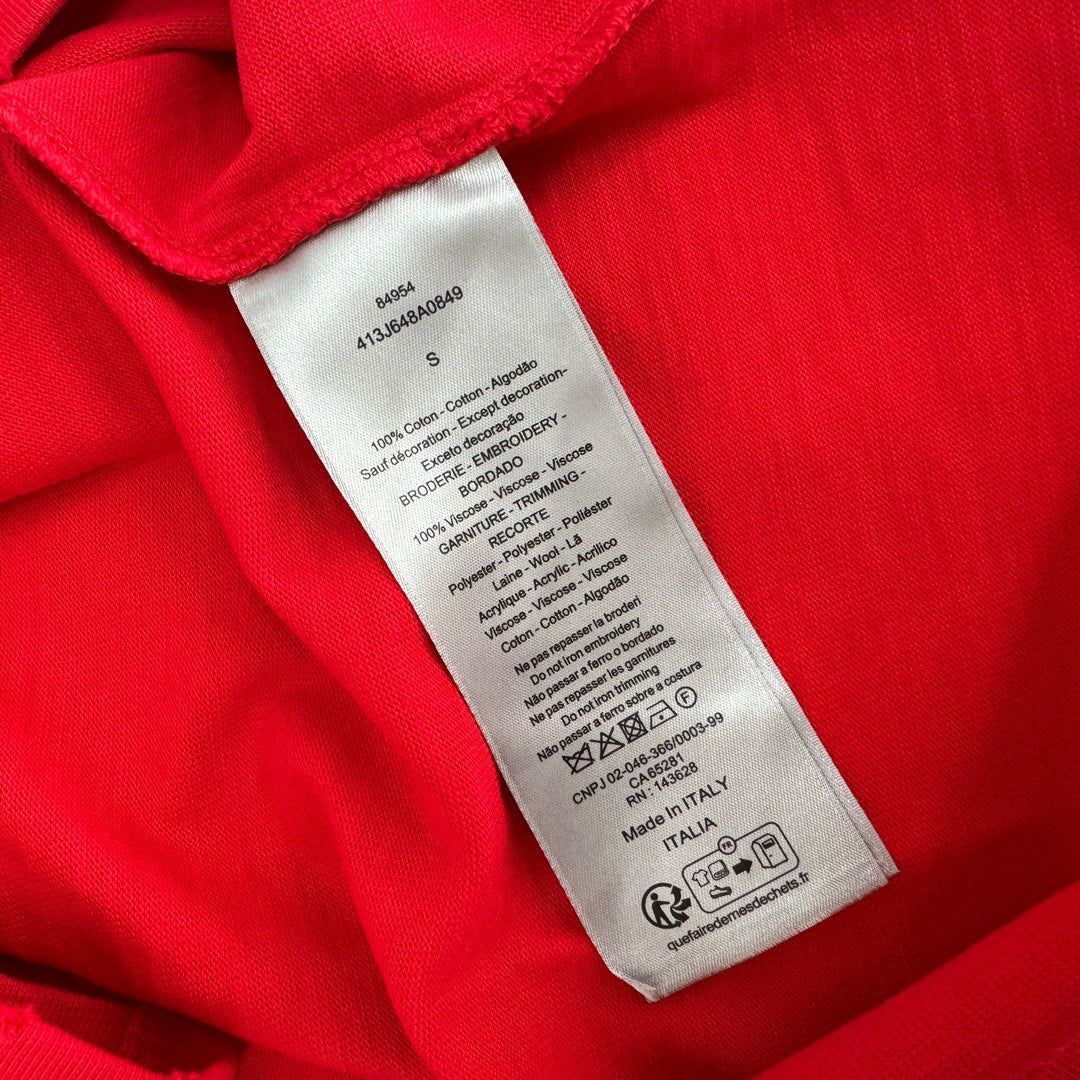 84954
413J648A0849
S
100% Coton - Cotton - Algodão
Sauf décoration - Except decoration-
Exceto decoração
BRODERIE - EMBROIDERY -
BORDADO
100% Viscose - Viscose - Viscose
GARNITURE - TRIMMING -
RECORTE
Polyester - Polyester - Poliéster
Laine - Wool - Lã
Acrylique - Acrylic - Acrilico
Viscose - Viscose - Viscose
Coton - Cotton - Algodão
Ne pas repasser la broderi
Do not iron embroidery
Não passar a ferro o bordado
Ne pas repasser les garnitures
Do not iron trimming
Não passar a ferro sobre a costura
F
CNPJ 02-046-366/0003-99
CA 65281
RN : 143628
Made In ITALY
ITALIA
FR
quefairedemesdechets.fr